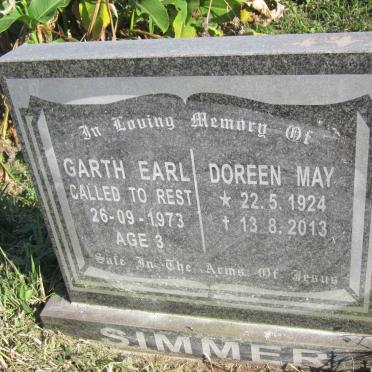 In Loving Memory Of
GARTH EARL
CALLED TO REST
26-09-1973
AGE 3
DOREEN MAY
★ 22.5.1924
✝ 13.8.2013
Safe In The Arms Of Jesus
SIMMER